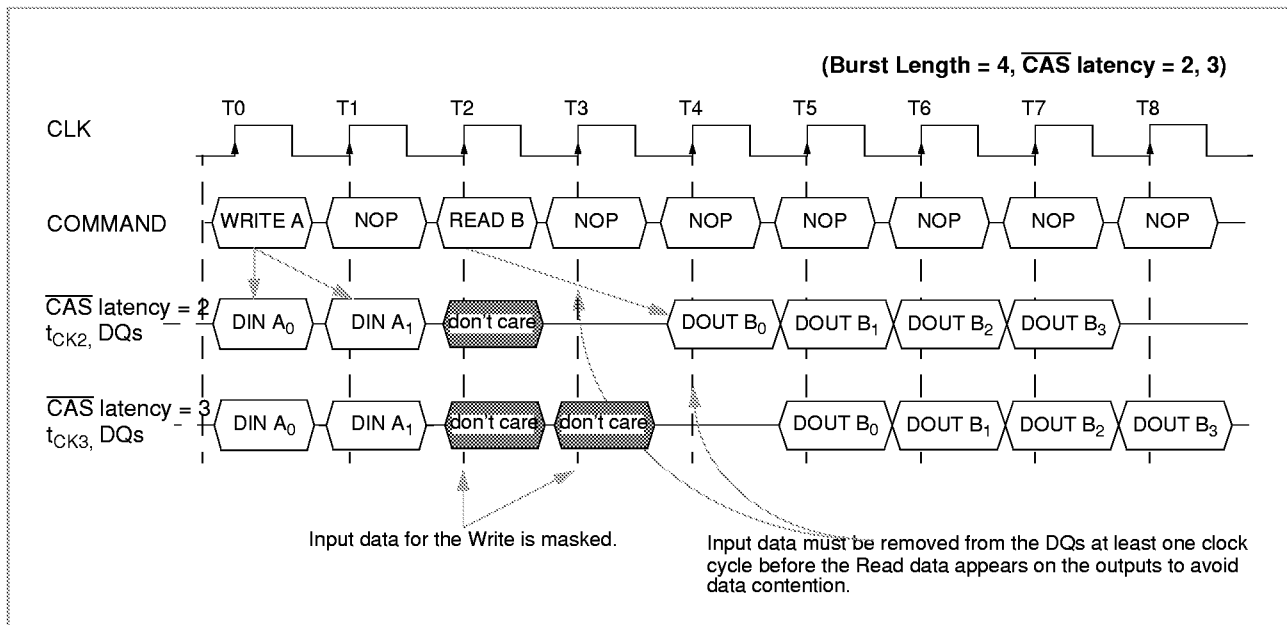 (Burst Length = 4, CAS latency = 2, 3)
T0 T1 T2 T3 T4 T5 T6 T7 T8
CLK
COMMAND WRITE A NOP READ B NOP NOP NOP NOP NOP NOP
CAS latency = 2
tCK2, DQs DIN A0 DIN A1 don't care DOUT B0 DOUT B1 DOUT B2 DOUT B3
CAS latency = 3
tCK3, DQs DIN A0 DIN A1 don't care don't care DOUT B0 DOUT B1 DOUT B2 DOUT B3
Input data for the Write is masked.
Input data must be removed from the DQs at least one clock
cycle before the Read data appears on the outputs to avoid
data contention.